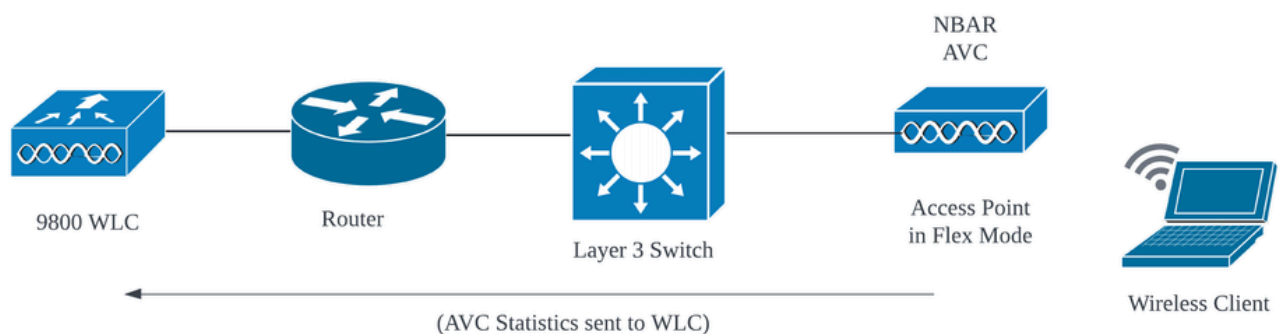 NBAR
AVC
9800 WLC
Router
Layer 3 Switch
Access Point
in Flex Mode
Wireless Client
(AVC Statistics sent to WLC)